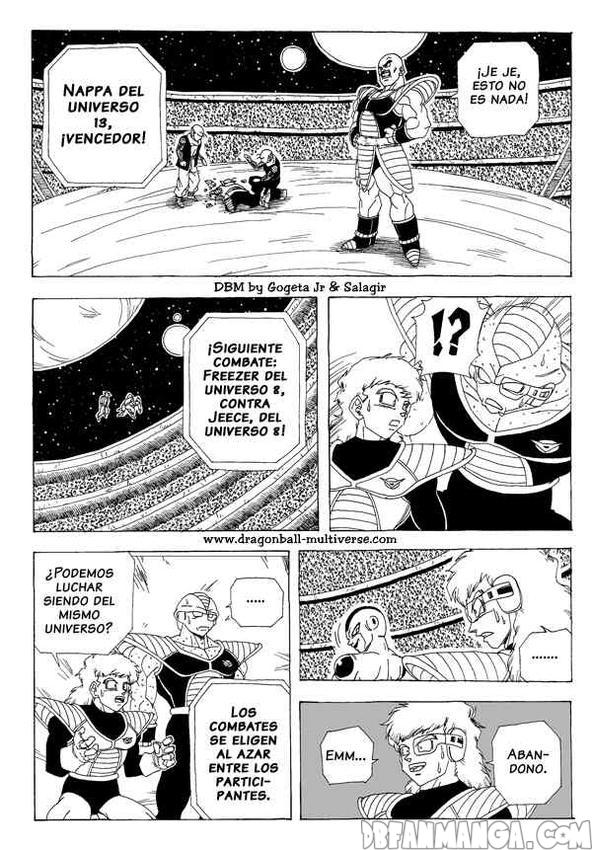 Nappa del
universo
13,
¡vencedor!
¡Je je,
esto no
es nada!
DBM by Gogeta Jr & Salagir
¡Siguiente
combate:
Freezer del
universo 8,
contra
Jeece, del
universo 8!
!?
www.dragonball-multiverse.com
¿Podemos
luchar
siendo del
mismo
universo?
......
Los
combates
se eligen
al azar
entre los
partici-
pantes.
......
Emm...
Aban-
dono.
DBFANMANGA.COM